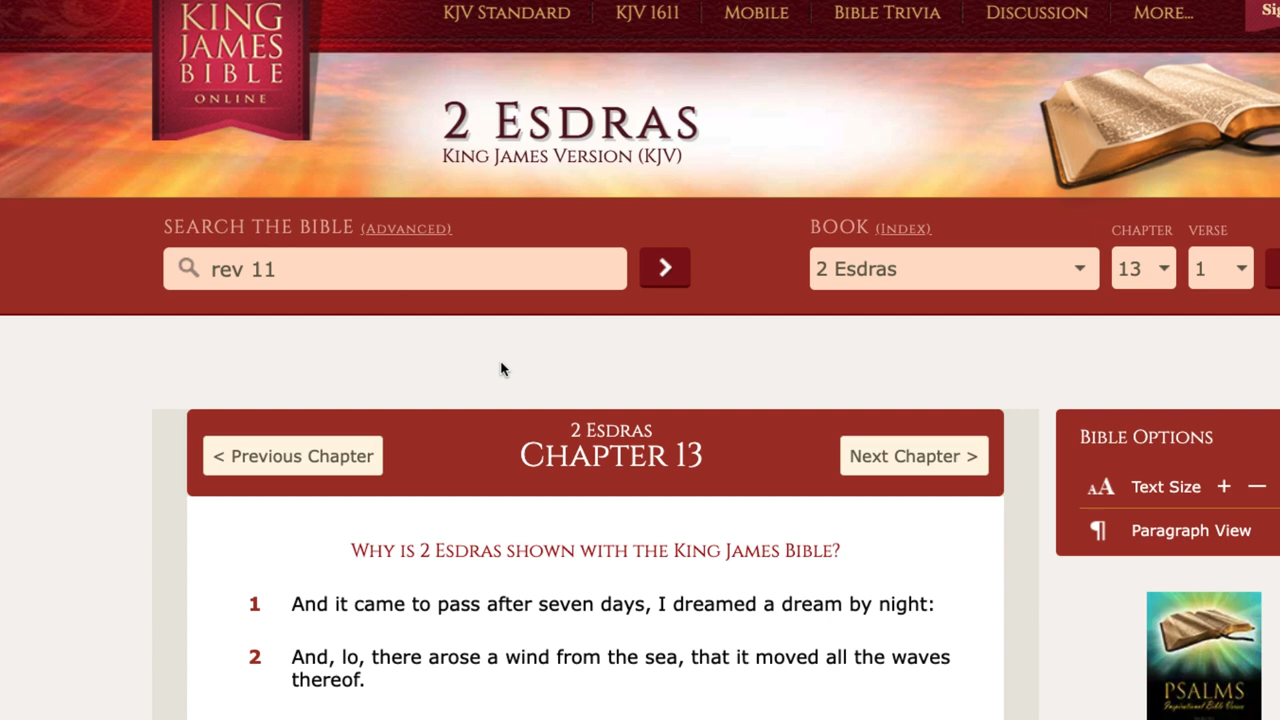 KJV STANDARD KJV 1611 MOBILE BIBLE TRIVIA DISCUSSION MORE...
KING
JAMES
BIBLE
ONLINE
2 ESDRAS
KING JAMES VERSION (KJV)
SEARCH THE BIBLE (ADVANCED)
rev 11
BOOK (INDEX) CHAPTER VERSE
2 Esdras 13 1
2 ESDRAS
CHAPTER 13
< Previous Chapter
Next Chapter >
WHY IS 2 ESDRAS SHOWN WITH THE KING JAMES BIBLE?
1 And it came to pass after seven days, I dreamed a dream by night:
2 And, lo, there arose a wind from the sea, that it moved all the waves
thereof.
BIBLE OPTIONS
AA Text Size + −
¶ Paragraph View
PSALMS
Inspirational Bible Verses